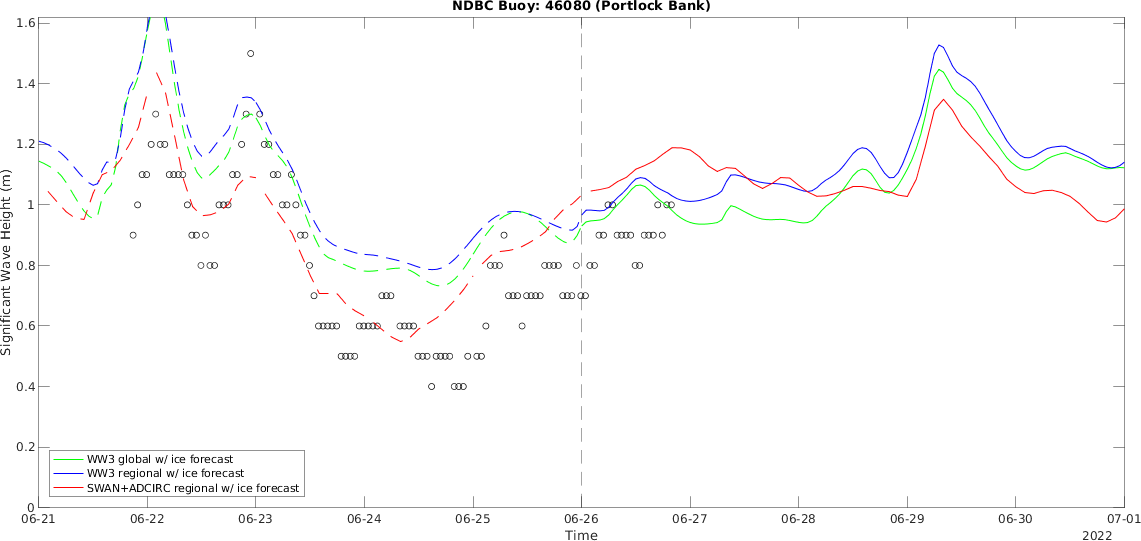 NDBC Buoy: 46080 (Portlock Bank)
Significant Wave Height (m)
1.6
1.4
1.2
1
0.8
0.6
0.4
0.2
0
WW3 global w/ ice forecast
WW3 regional w/ ice forecast
SWAN+ADCIRC regional w/ ice forecast
06-21 06-22 06-23 06-24 06-25 06-26 06-27 06-28 06-29 06-30 07-01
Time
2022